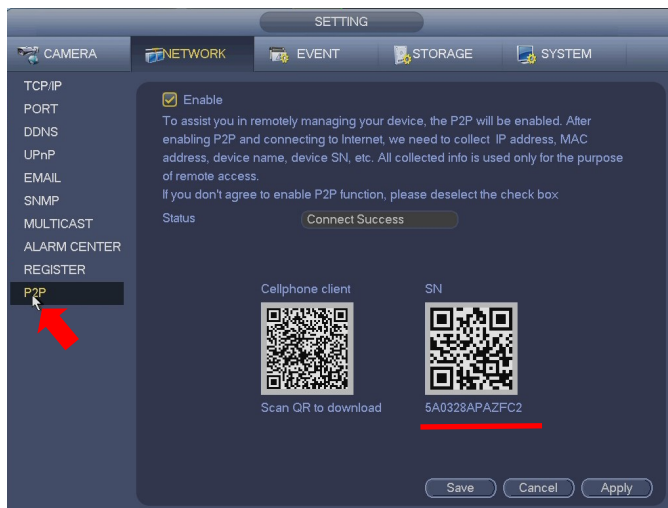 SETTING
CAMERA
NETWORK
EVENT
STORAGE
SYSTEM
TCP/IP
PORT
DDNS
UPnP
EMAIL
SNMP
MULTICAST
ALARM CENTER
REGISTER
P2P
Enable
To assist you in remotely managing your device, the P2P will be enabled. After
enabling P2P and connecting to Internet, we need to collect IP address, MAC
address, device name, device SN, etc. All collected info is used only for the purpose
of remote access.
If you don't agree to enable P2P function, please deselect the check box
Status
Connect Success
Cellphone client
SN
Scan QR to download
5A0328APAZFC2
Save
Cancel
Apply